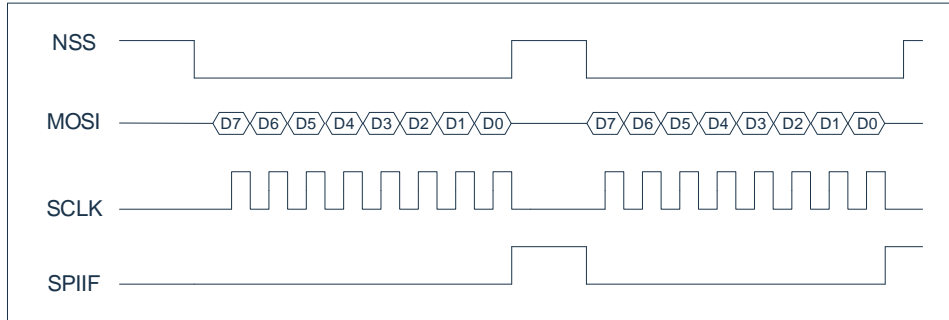 NSS
MOSI D7 D6 D5 D4 D3 D2 D1 D0 D7 D6 D5 D4 D3 D2 D1 D0
SCLK
SPIIF